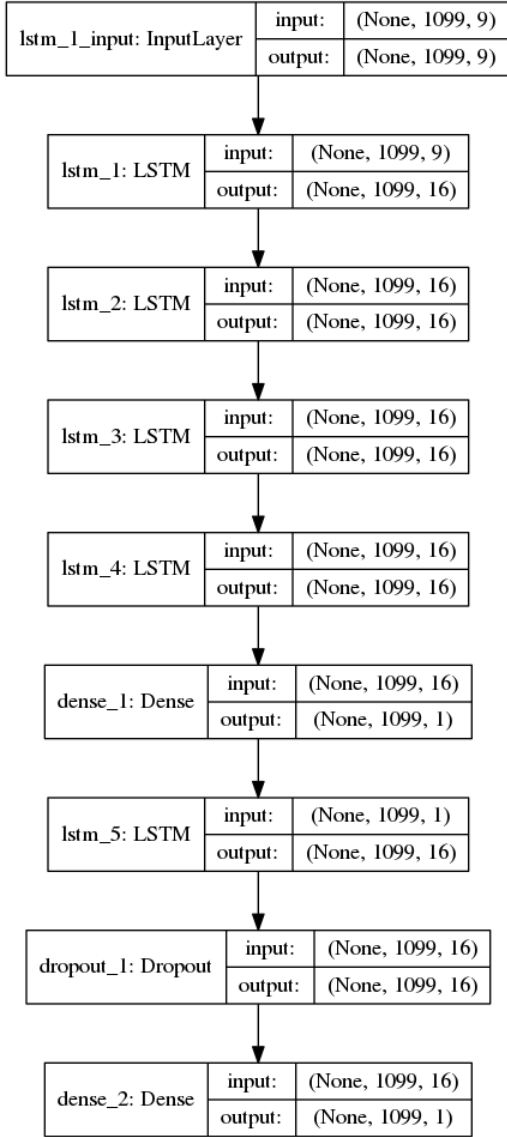 lstm_1_input: InputLayer
input: (None, 1099, 9)
output: (None, 1099, 9)
lstm_1: LSTM
input: (None, 1099, 9)
output: (None, 1099, 16)
lstm_2: LSTM
input: (None, 1099, 16)
output: (None, 1099, 16)
lstm_3: LSTM
input: (None, 1099, 16)
output: (None, 1099, 16)
lstm_4: LSTM
input: (None, 1099, 16)
output: (None, 1099, 16)
dense_1: Dense
input: (None, 1099, 16)
output: (None, 1099, 1)
lstm_5: LSTM
input: (None, 1099, 1)
output: (None, 1099, 16)
dropout_1: Dropout
input: (None, 1099, 16)
output: (None, 1099, 16)
dense_2: Dense
input: (None, 1099, 16)
output: (None, 1099, 1)